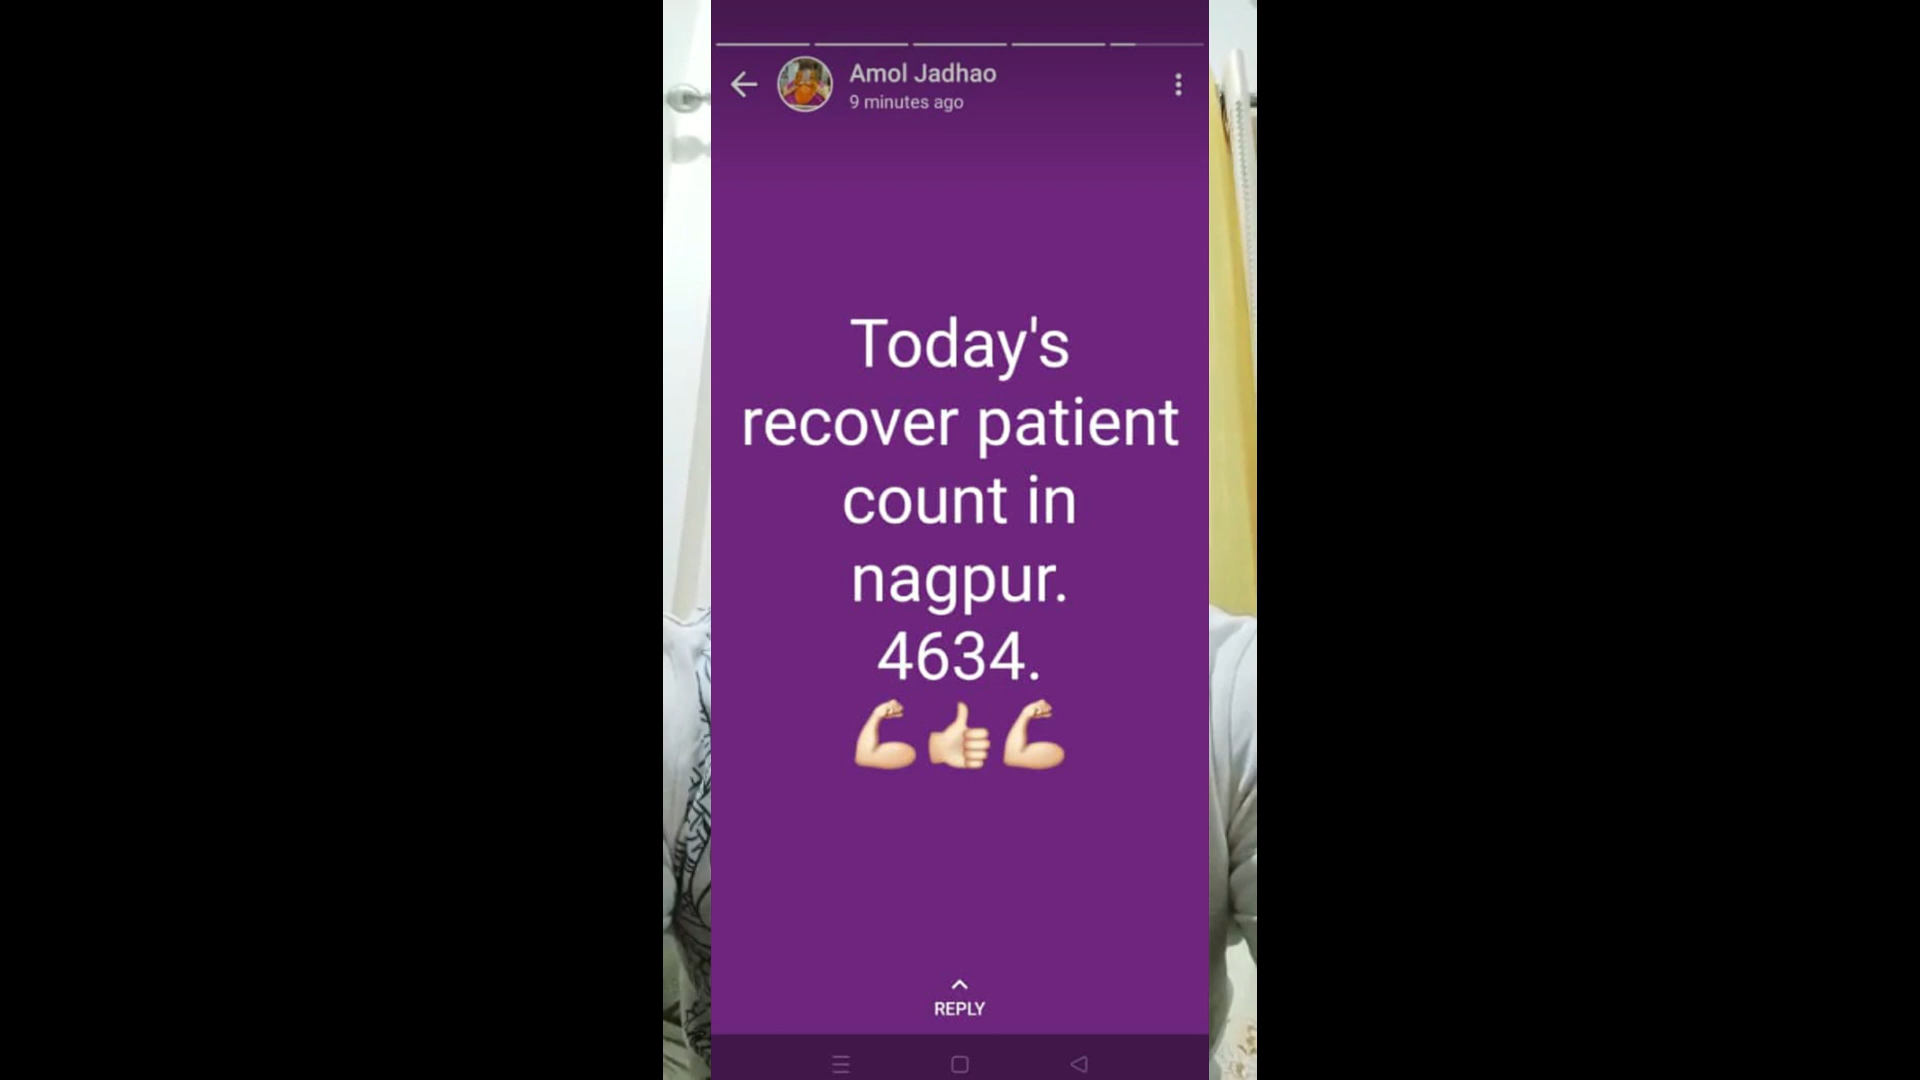 Amol Jadhao
9 minutes ago
Today's
recover patient
count in
nagpur.
4634.
💪🏻👍🏻💪🏻
REPLY